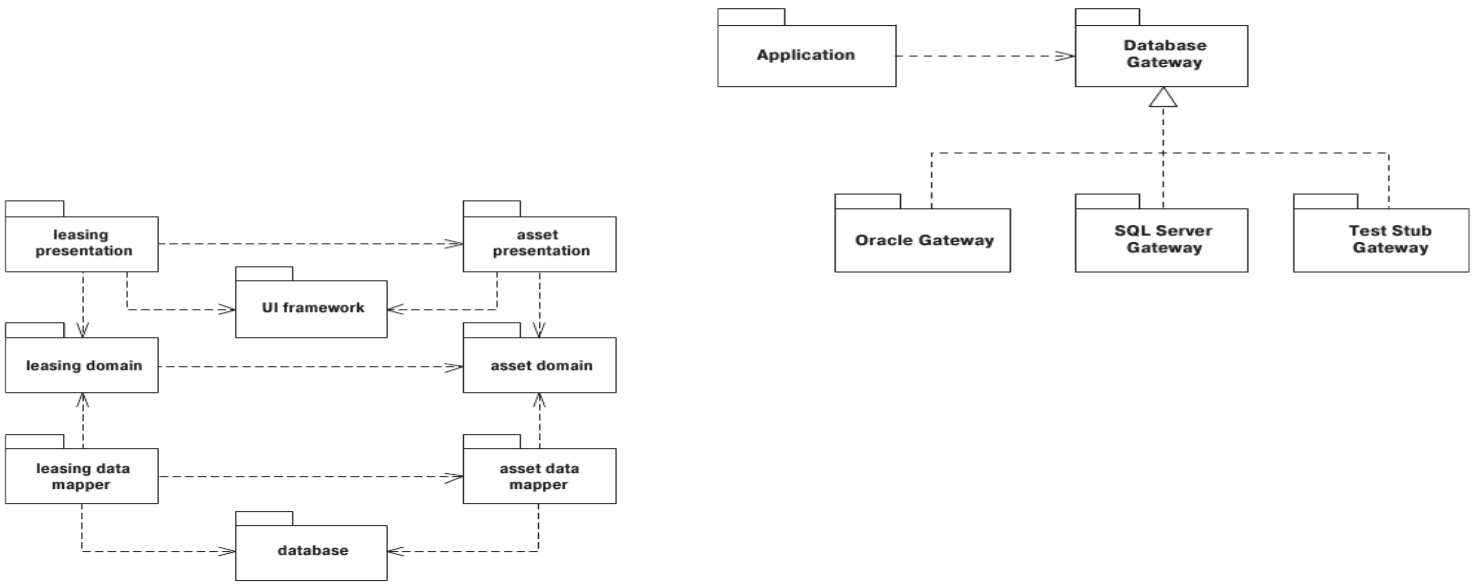 Application
Database
Gateway
Oracle Gateway
SQL Server
Gateway
Test Stub
Gateway
leasing
presentation
asset
presentation
UI framework
leasing domain
asset domain
leasing data
mapper
asset data
mapper
database